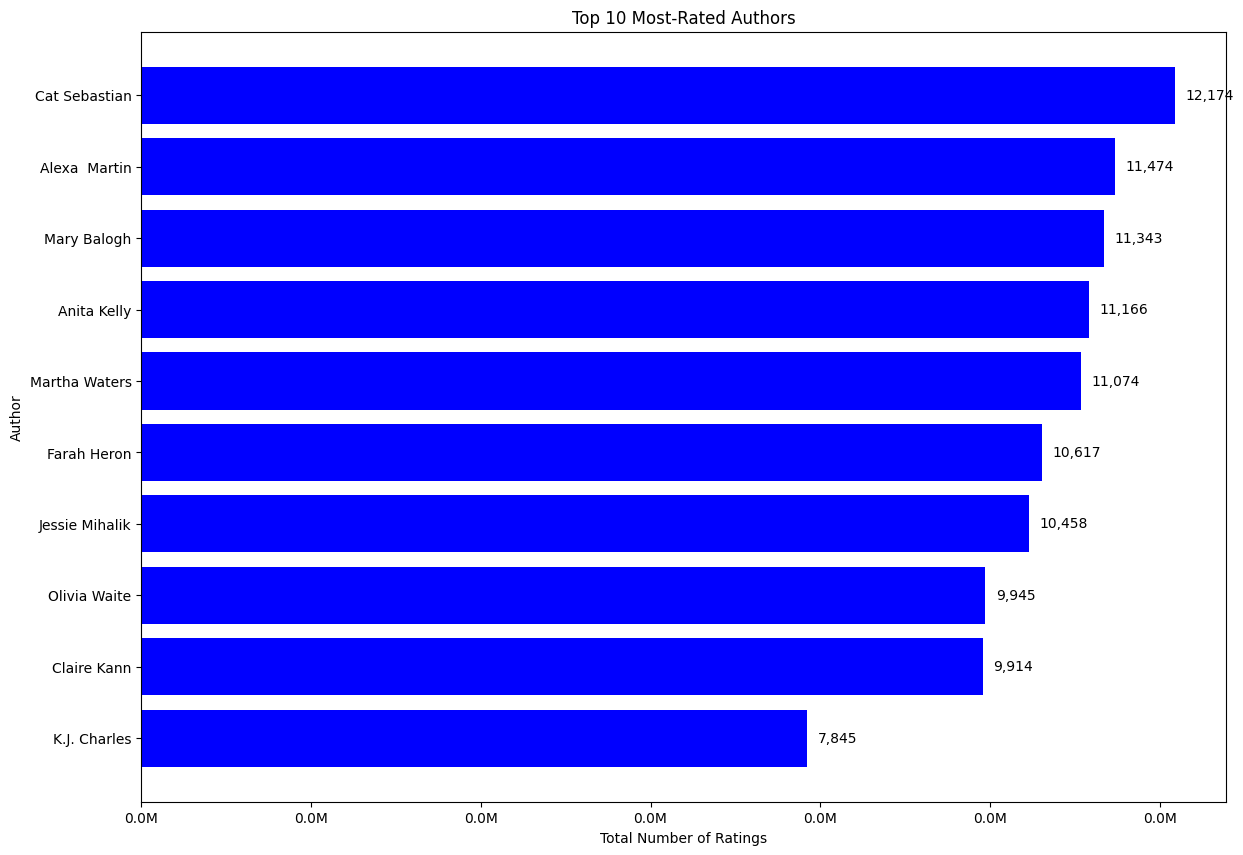 Top 10 Most-Rated Authors
Cat Sebastian 12,174
Alexa  Martin 11,474
Mary Balogh 11,343
Anita Kelly 11,166
Martha Waters 11,074
Author
Farah Heron 10,617
Jessie Mihalik 10,458
Olivia Waite 9,945
Claire Kann 9,914
K.J. Charles 7,845
0.0M 0.0M 0.0M 0.0M 0.0M 0.0M 0.0M
Total Number of Ratings